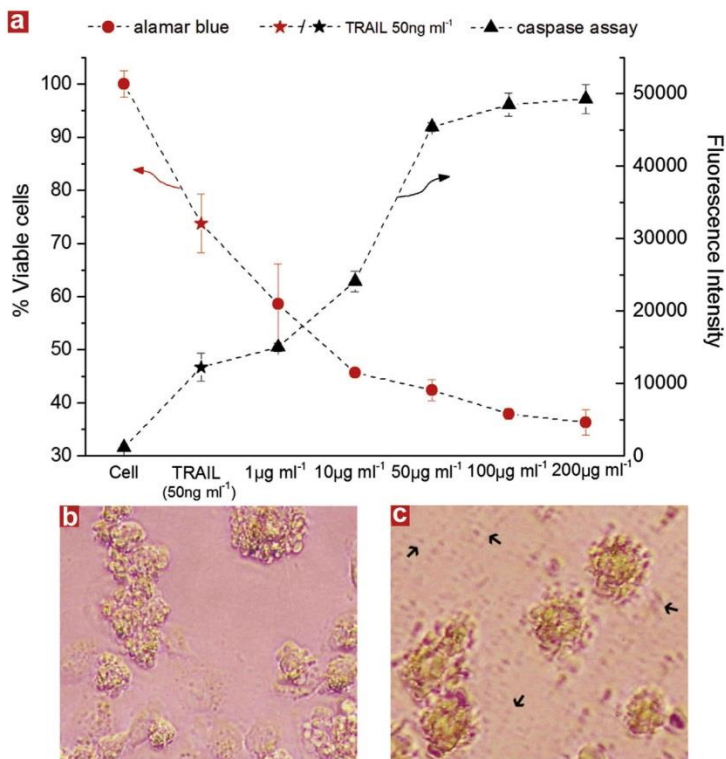 a
alamar blue ★/★ TRAIL 50ng ml⁻¹ caspase assay
100
90
80
70
60
50
40
30
% Viable cells
50000
40000
30000
20000
10000
0
Fluorescence Intensity
Cell TRAIL 1µg ml⁻¹ 10µg ml⁻¹ 50µg ml⁻¹ 100µg ml⁻¹ 200µg ml⁻¹
(50ng ml⁻¹)
b
c